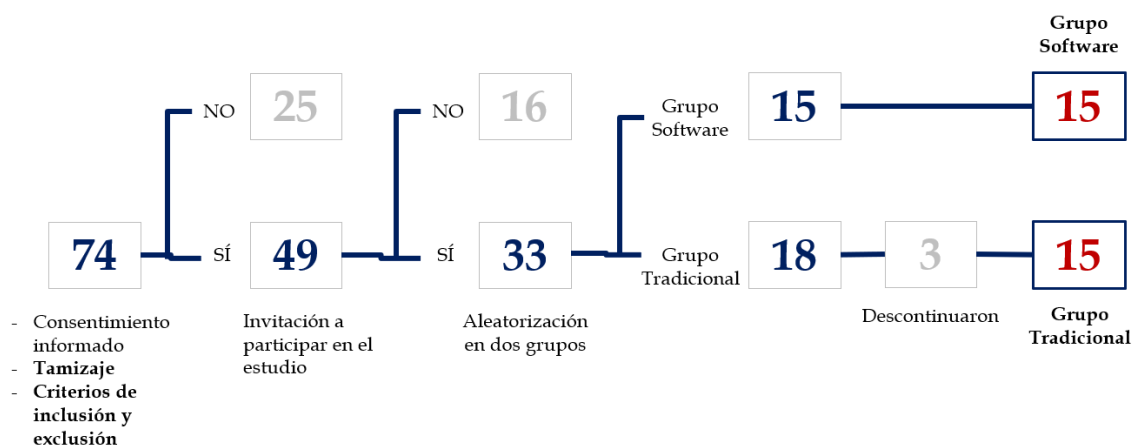 Grupo
Software
NO
25
NO
16
Grupo
Software
15
15
74
SÍ
49
SÍ
33
Grupo
Tradicional
18
3
15
- Consentimiento
informado
- Tamizaje
- Criterios de
inclusión y
exclusión
Invitación a
participar en el
estudio
Aleatorización
en dos grupos
Descontinuaron
Grupo
Tradicional